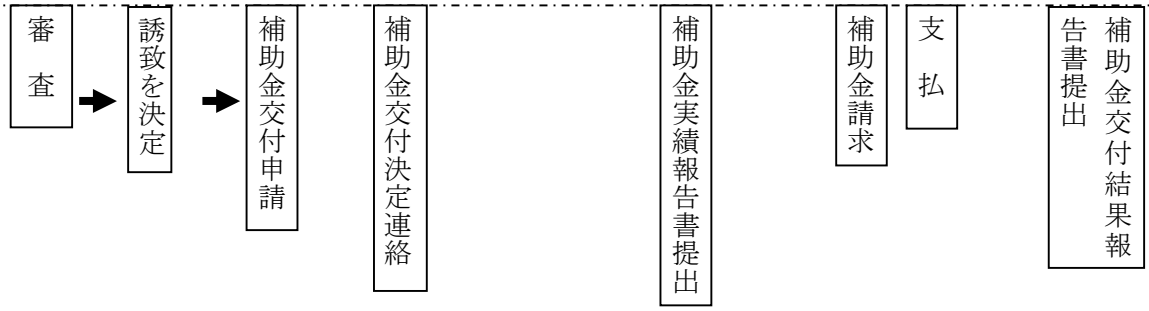 審査
誘致を決定
補助金交付申請
補助金交付決定連絡
補助金実績報告書提出
補助金請求
支払
補助金交付結果報
告書提出